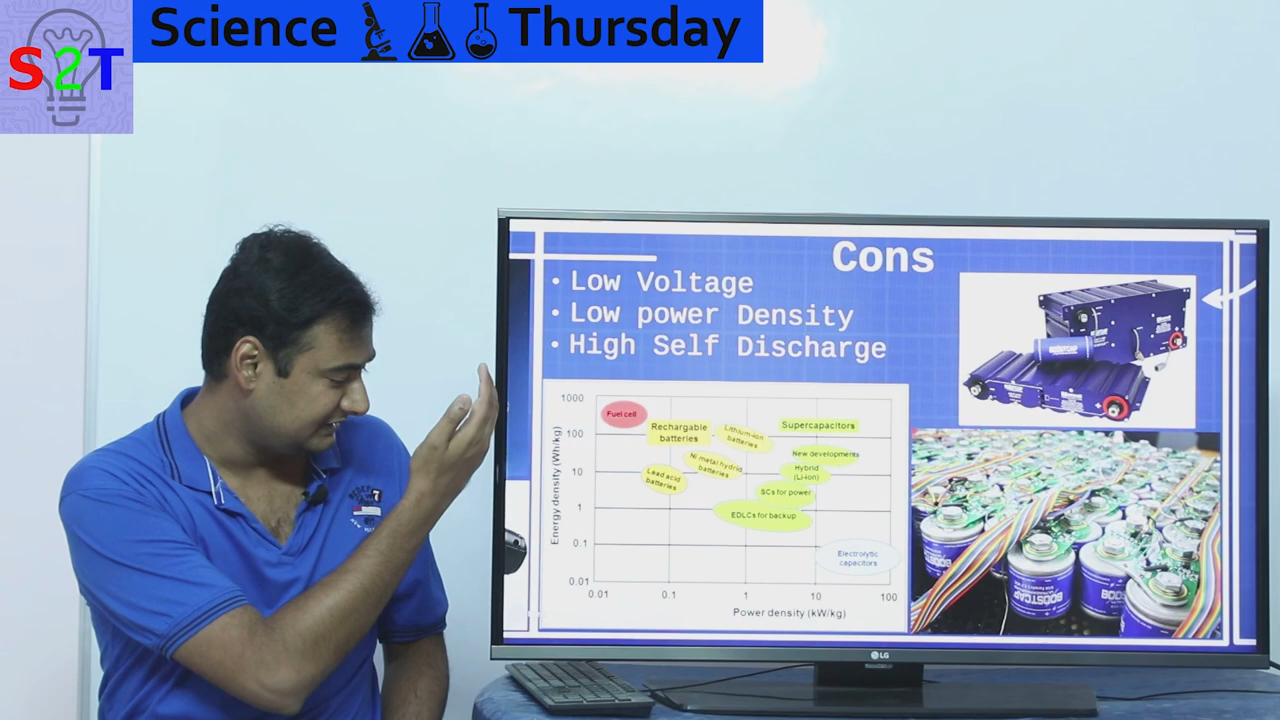 Science Thursday
S2T
Cons
• Low Voltage
• Low power Density
• High Self Discharge
BOOSTCAP
1000
100
10
1
0.1
0.01
Energy density (Wh/kg)
Fuel cell
Rechargable
batteries
Lithium-ion
batteries
Supercapacitors
Ni metal hydrid
batteries
New developments
Lead acid
batteries
Hybrid
(Li-ion)
SCs for power
EDLCs for backup
Electrolytic
capacitors
0.01 0.1 1 10 100
Power density (kW/kg)
BOOSTCAP
LG